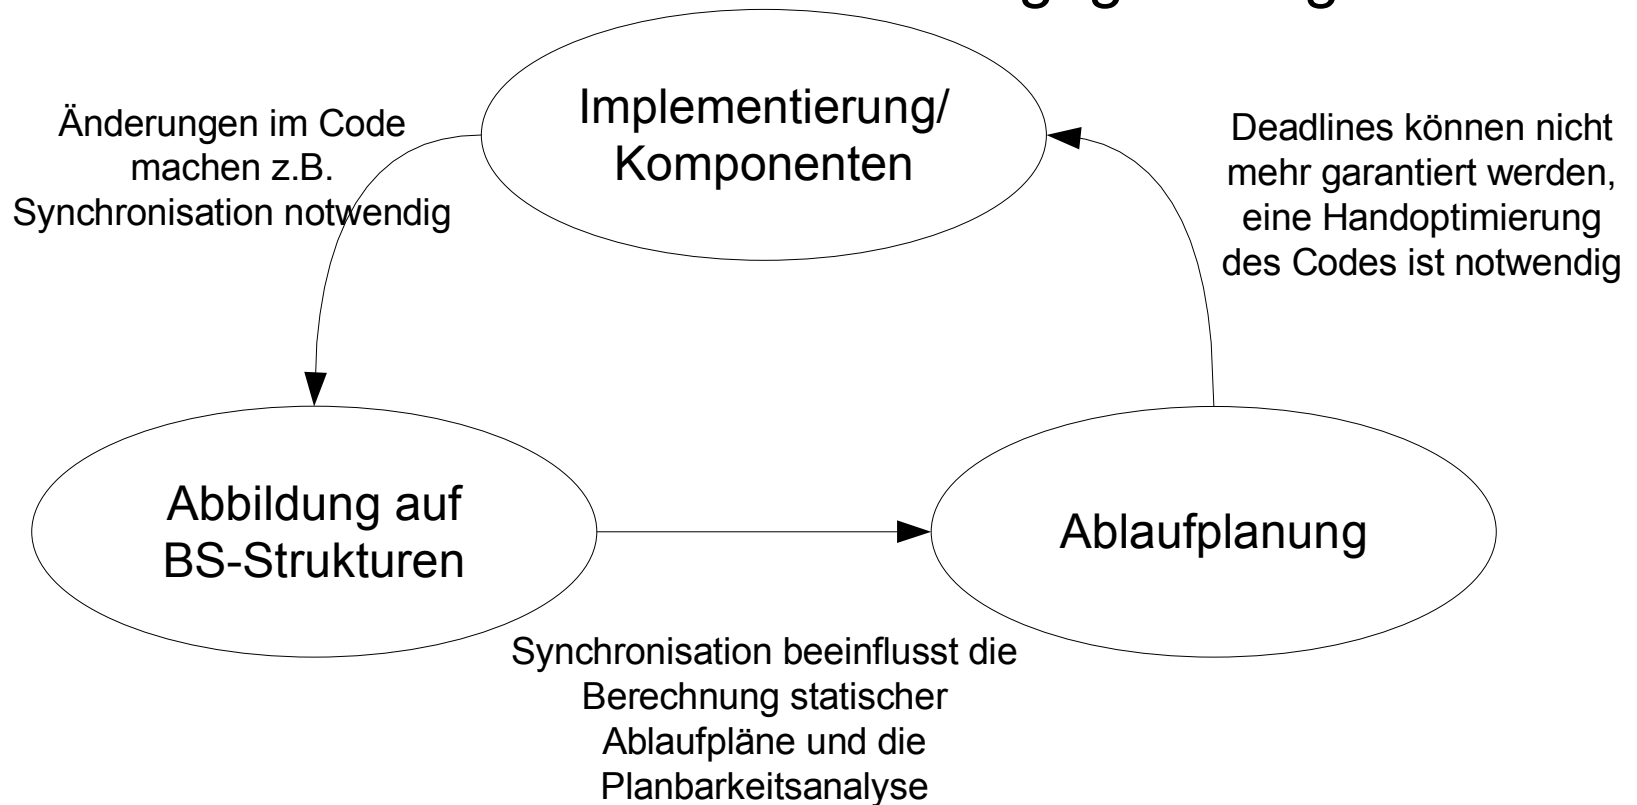 Implementierung/
Komponenten
Änderungen im Code
machen z.B.
Synchronisation notwendig
Deadlines können nicht
mehr garantiert werden,
eine Handoptimierung
des Codes ist notwendig
Abbildung auf
BS-Strukturen
Ablaufplanung
Synchronisation beeinflusst die
Berechnung statischer
Ablaufpläne und die
Planbarkeitsanalyse